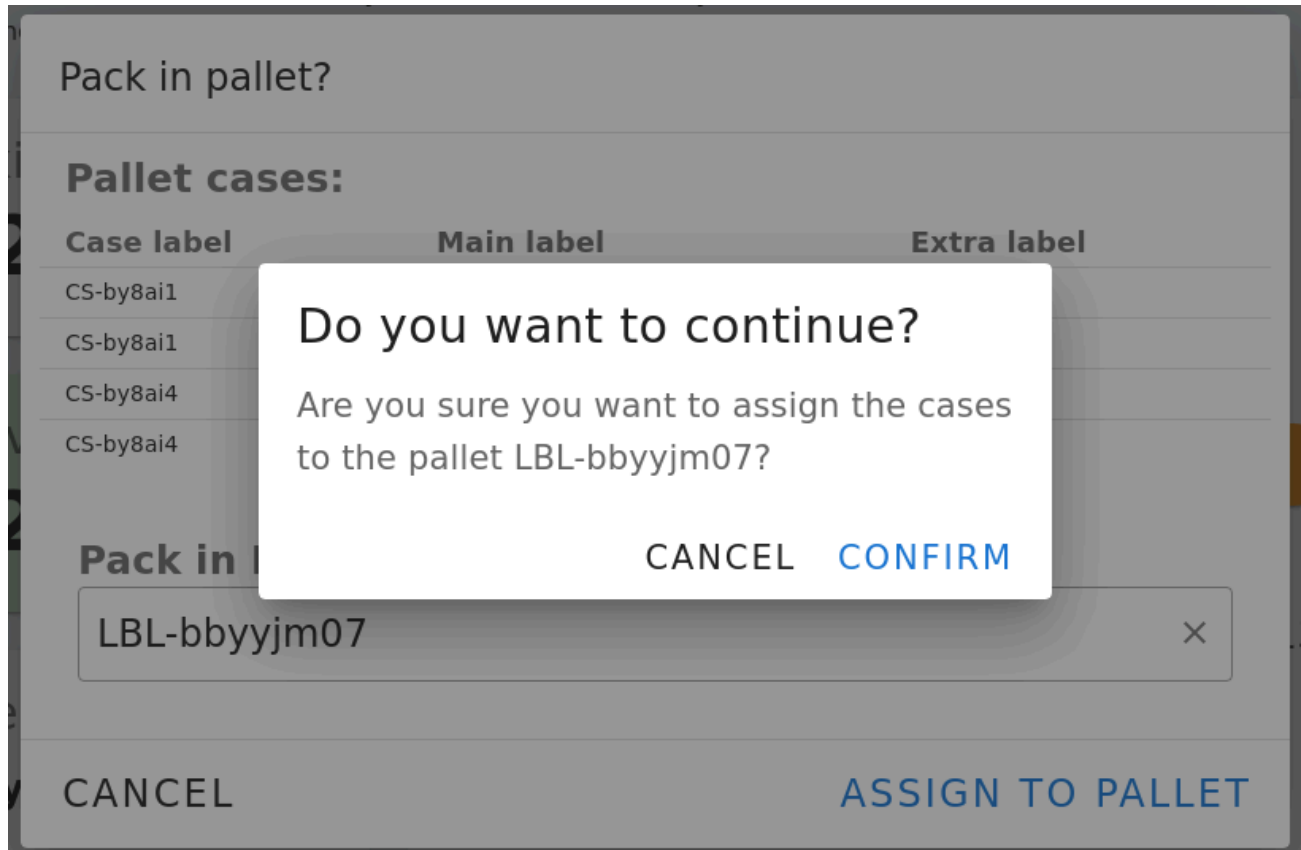 Pack in pallet?
Pallet cases:
Case label Main label Extra label
CS-by8ai1
CS-by8ai1
CS-by8ai4
CS-by8ai4
Do you want to continue?
Are you sure you want to assign the cases
to the pallet LBL-bbyyjm07?
CANCEL CONFIRM
Pack in
LBL-bbyyjm07
CANCEL ASSIGN TO PALLET